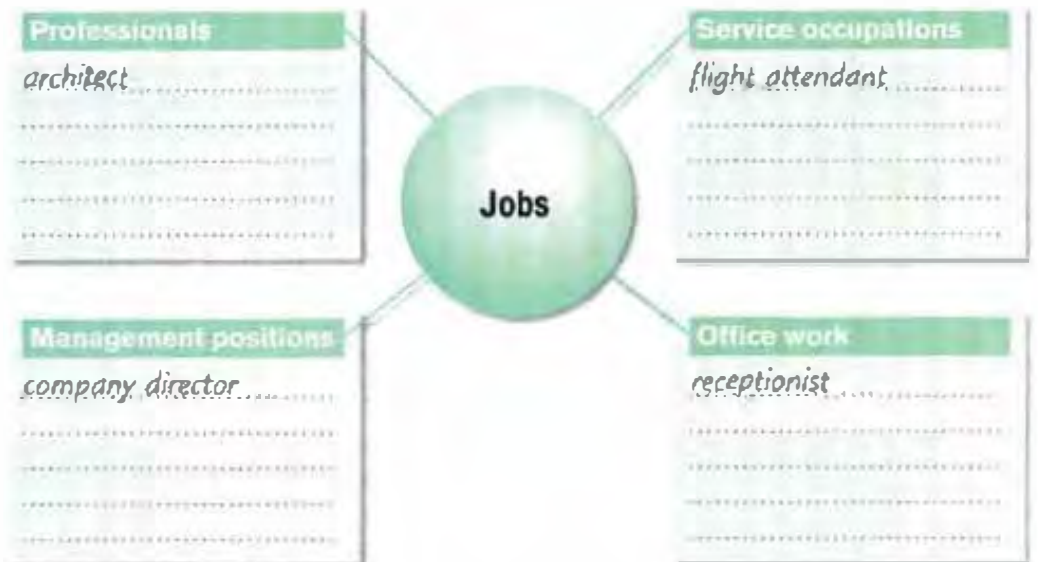 Professionals
architect
Service occupations
flight attendant
Jobs
Management positions
company director
Office work
receptionist